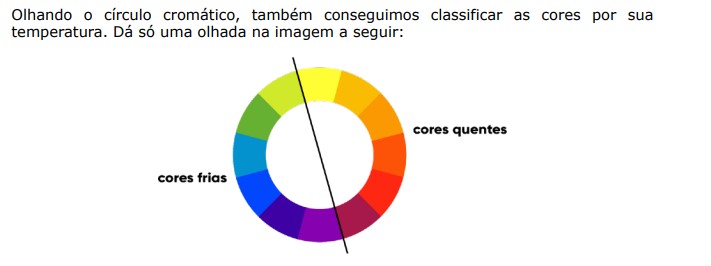 Olhando o círculo cromático, também conseguimos classificar as cores por sua
temperatura. Dá só uma olhada na imagem a seguir:
cores quentes
cores frias